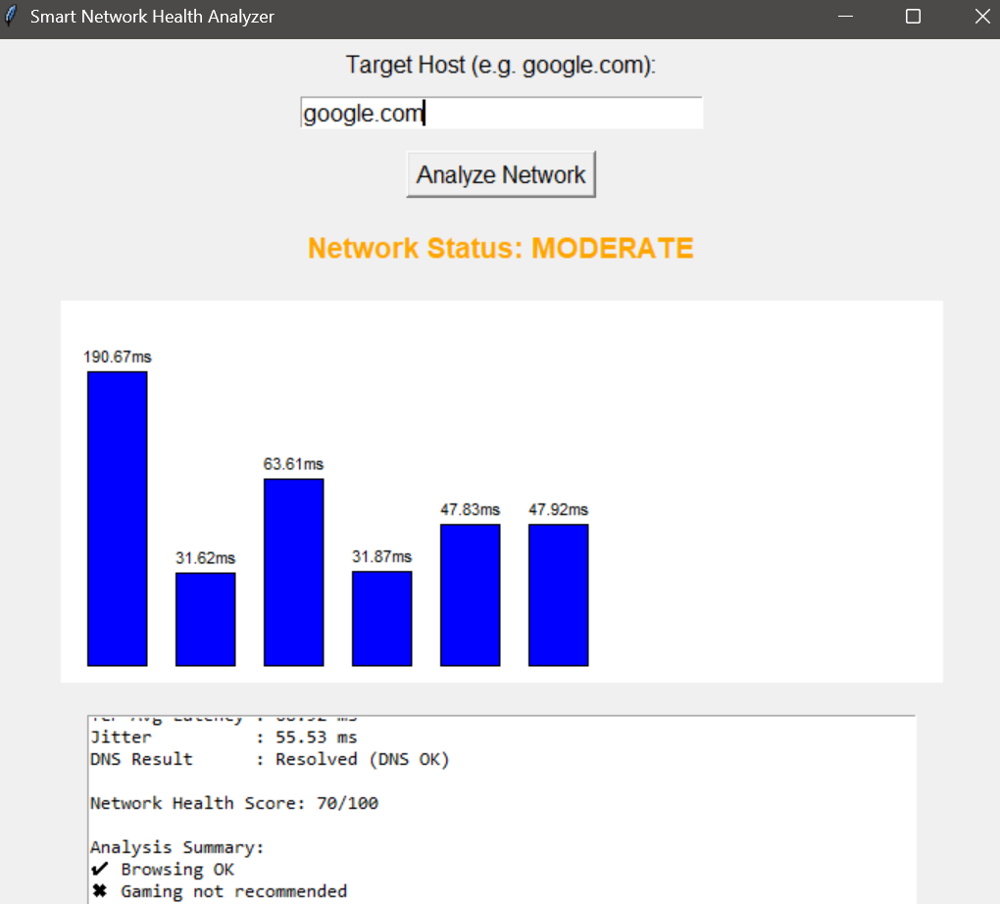 Smart Network Health Analyzer
Target Host (e.g. google.com):
google.com
Analyze Network
Network Status: MODERATE
190.67ms
31.62ms
63.61ms
31.87ms
47.83ms
47.92ms
Avg Latency :
Jitter : 55.53 ms
DNS Result : Resolved (DNS OK)
Network Health Score: 70/100
Analysis Summary:
✔ Browsing OK
✖ Gaming not recommended